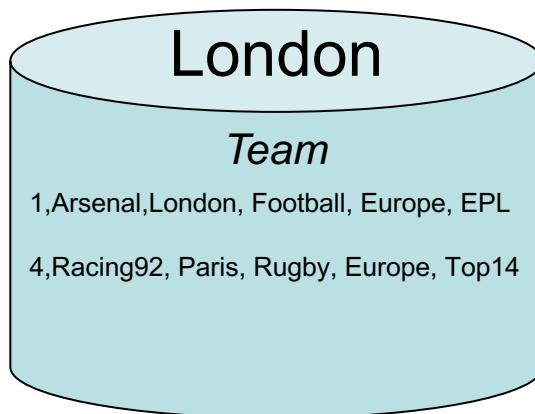 London
Team
1,Arsenal,London, Football, Europe, EPL
4,Racing92, Paris, Rugby, Europe, Top14